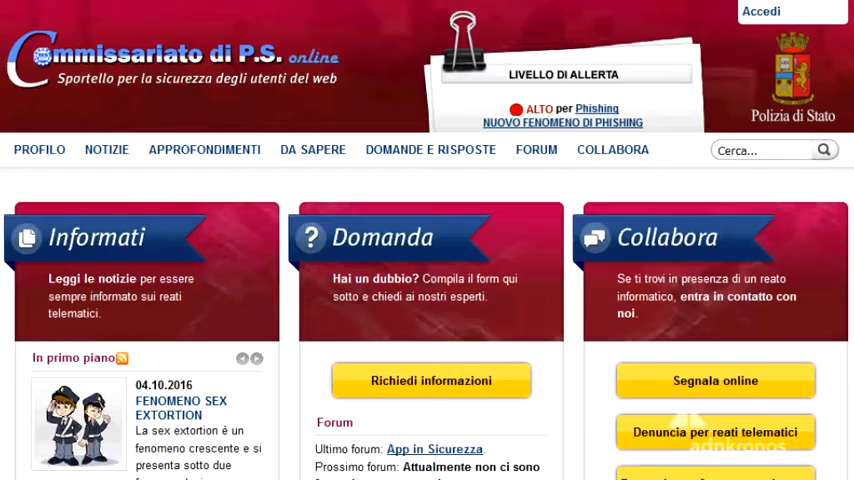 Accedi
Commissariato di P.S. online
Sportello per la sicurezza degli utenti del web
LIVELLO DI ALLERTA
ALTO per Phishing
NUOVO FENOMENO DI PHISHING
Polizia di Stato
PROFILO NOTIZIE APPROFONDIMENTI DA SAPERE DOMANDE E RISPOSTE FORUM COLLABORA
Cerca...
Informati
Leggi le notizie per essere
sempre informato sui reati
telematici.
In primo piano
04.10.2016
FENOMENO SEX
EXTORTION
La sex extortion è un
fenomeno crescente e si
presenta sotto due
Domanda
Hai un dubbio? Compila il form qui
sotto e chiedi ai nostri esperti.
Richiedi informazioni
Forum
Ultimo forum: App in Sicurezza.
Prossimo forum: Attualmente non ci sono
Collabora
Se ti trovi in presenza di un reato
informatico, entra in contatto con
noi.
Segnala online
Denuncia per reati telematici
adnkronos